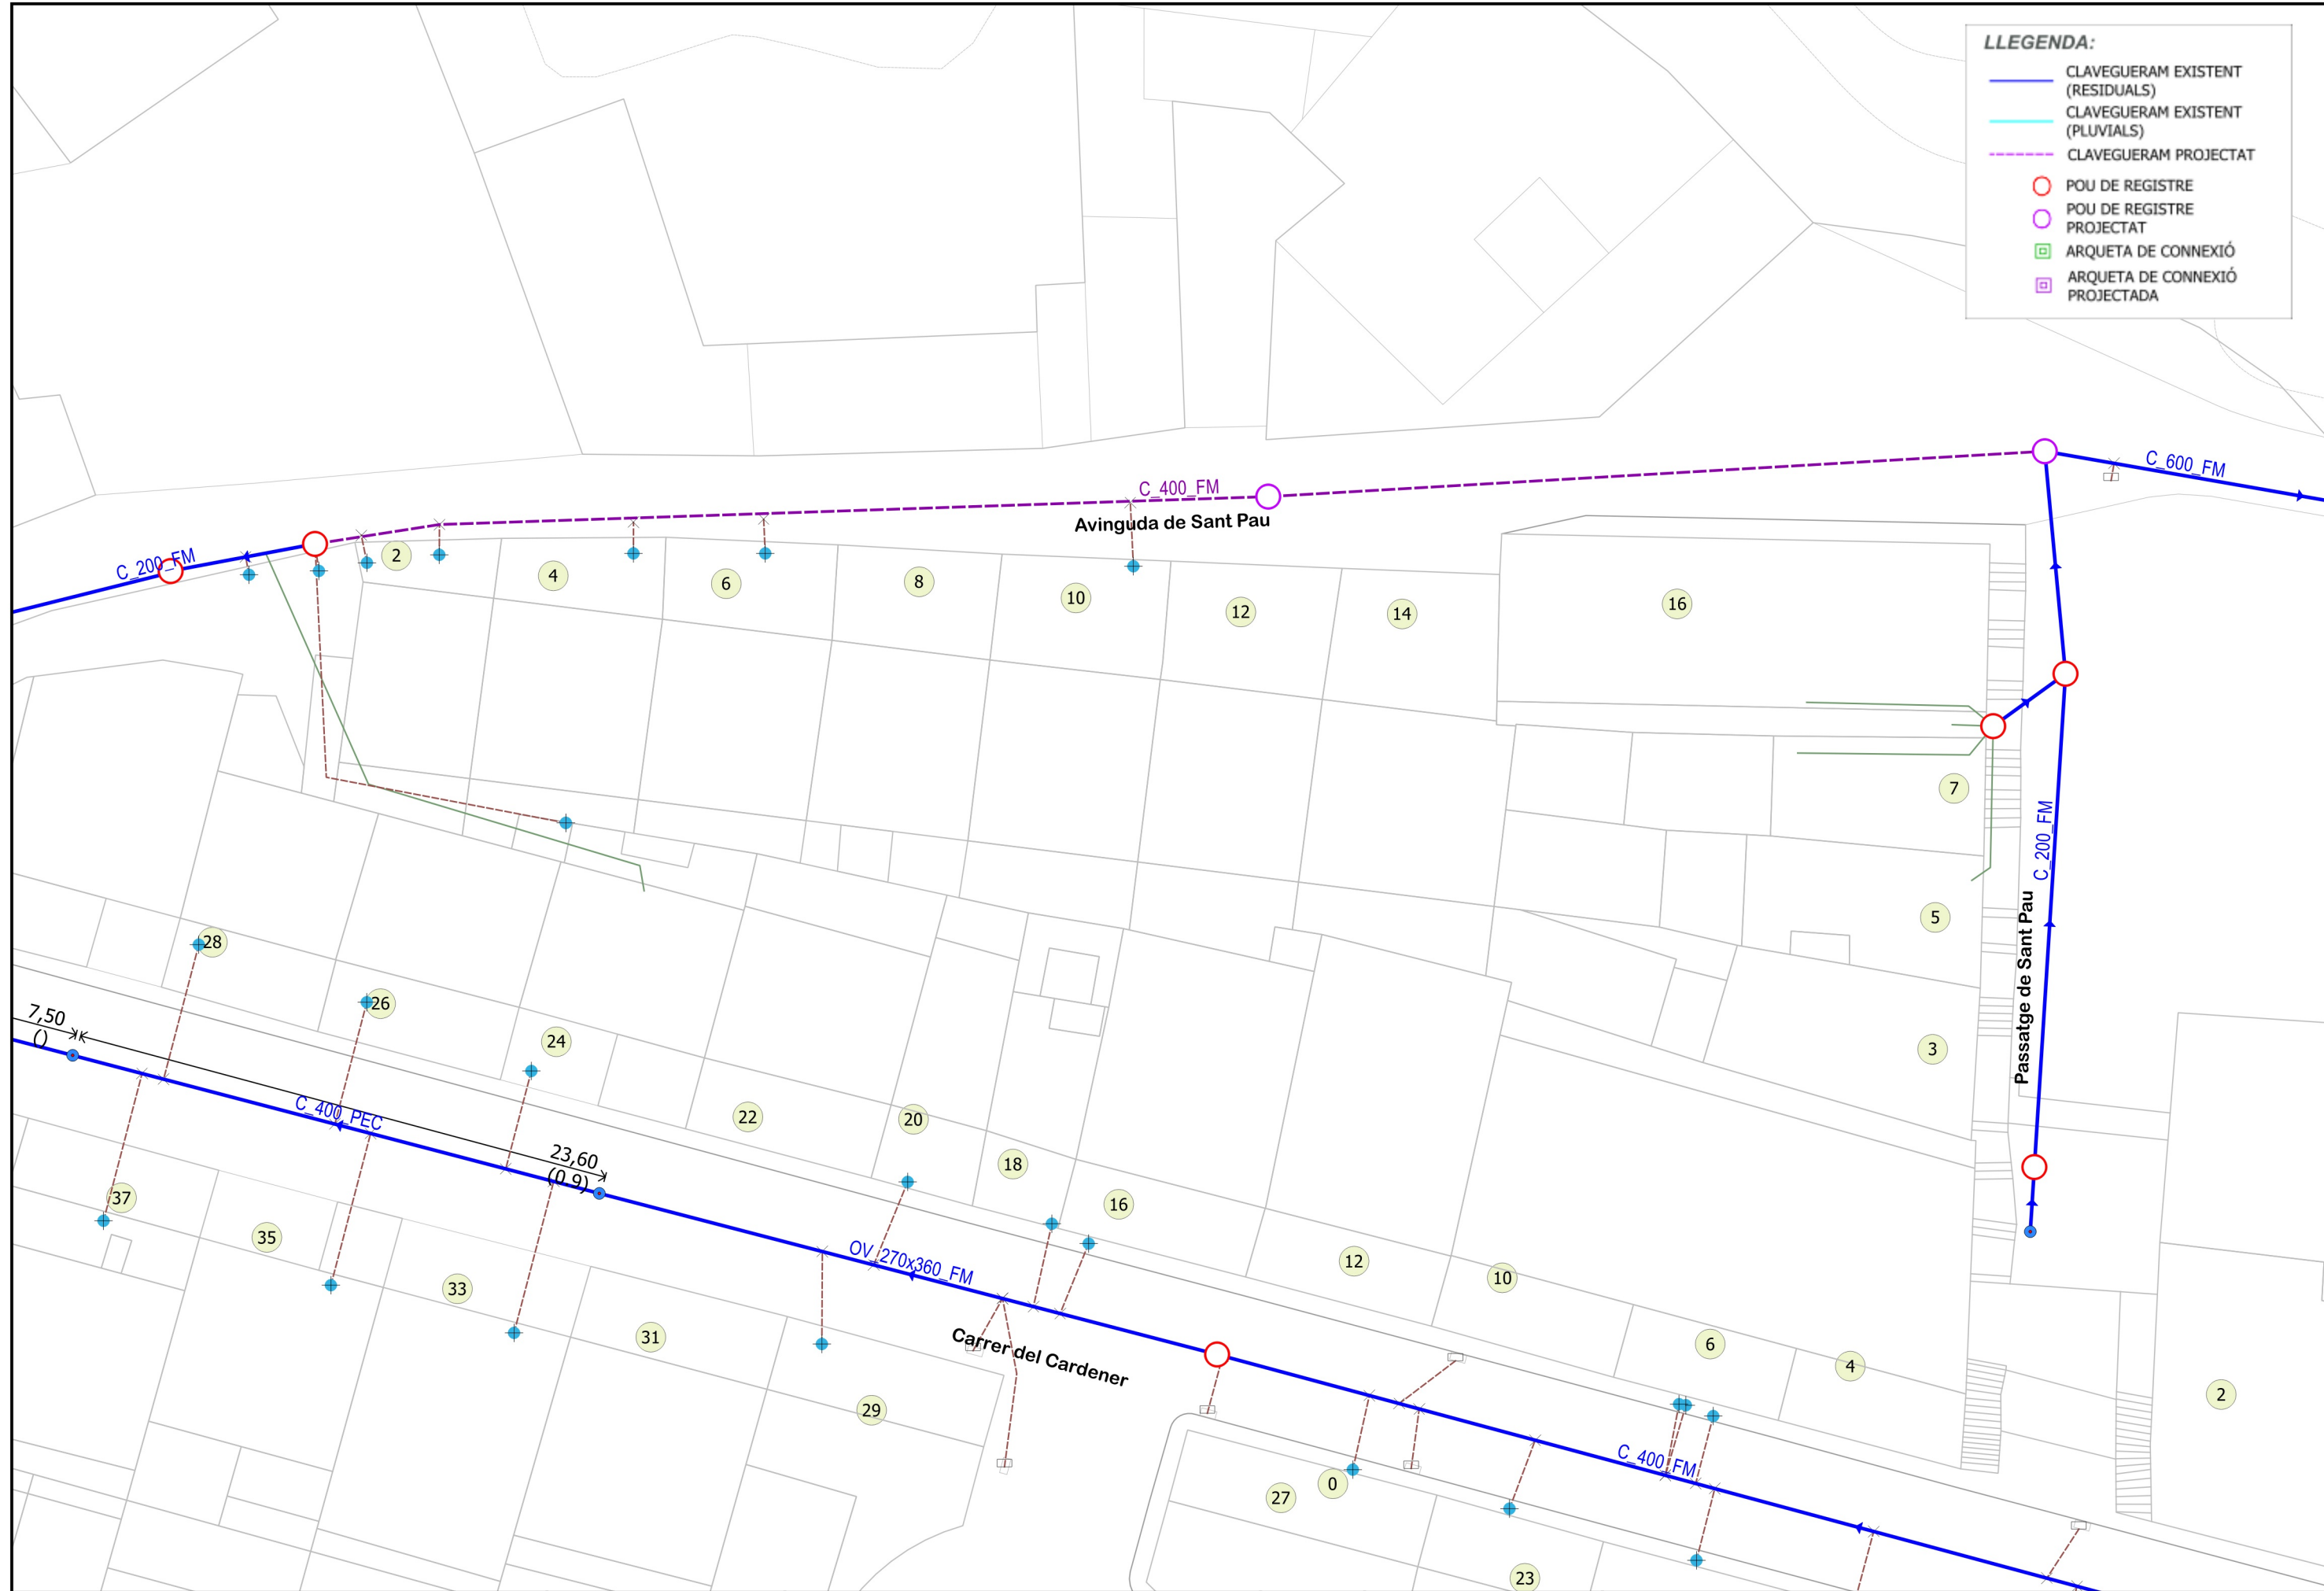 LLEGENDA:
CLAVEGUERAM EXISTENT
(RESIDUALS)
CLAVEGUERAM EXISTENT
(PLUVIALS)
CLAVEGUERAM PROJECTAT
POU DE REGISTRE
POU DE REGISTRE
PROJECTAT
ARQUETA DE CONNEXIÓ
ARQUETA DE CONNEXIÓ
PROJECTADA
C_600_FM
C_400_FM
Avinguda de Sant Pau
C_200_FM
2
4
6
8
10
12
14
16
7
C_200_FM
5
Passatge de Sant Pau
3
28
26
24
22
20
18
16
12
10
6
4
2
7,50
()
C_400_PEC
23,60
(0,9)
OV_270x360_FM
Carrer del Cardener
C_400_FM
37
35
33
31
29
27
0
23